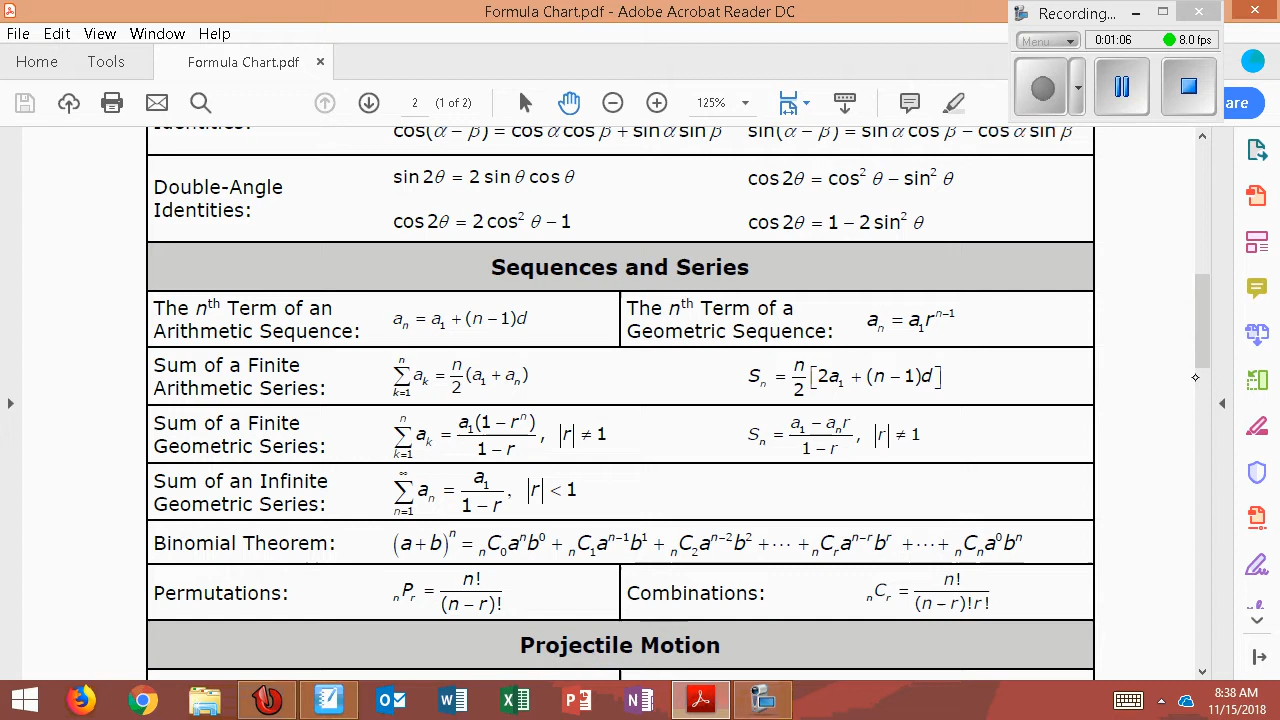 Formula Chart.pdf - Adobe Acrobat Reader DC
Recording...
File Edit View Window Help
Menu
0:01:06
8.0 fps
Home Tools Formula Chart.pdf ×
2 (1 of 2)
125%
are
Identities:
cos(α − β) = cos α cos β + sin α sin β
sin(α − β) = sin α cos β − cos α sin β
Double-Angle
Identities:
sin 2θ = 2 sin θ cos θ
cos 2θ = cos² θ − sin² θ
cos 2θ = 2 cos² θ − 1
cos 2θ = 1 − 2 sin² θ
Sequences and Series
The nth Term of an
Arithmetic Sequence:
aₙ = a₁ + (n − 1)d
The nth Term of a
Geometric Sequence:
aₙ = a₁rⁿ⁻¹
Sum of a Finite
Arithmetic Series:
∑ₖ₌₁ⁿ aₖ = n/2 (a₁ + aₙ)
Sₙ = n/2 [2a₁ + (n − 1)d]
Sum of a Finite
Geometric Series:
∑ₖ₌₁ⁿ aₖ = a₁(1 − rⁿ)/(1 − r), |r| ≠ 1
Sₙ = (a₁ − aₙr)/(1 − r), |r| ≠ 1
Sum of an Infinite
Geometric Series:
∑ₙ₌₁^∞ aₙ = a₁/(1 − r), |r| < 1
Binomial Theorem:
(a + b)ⁿ = ₙC₀aⁿb⁰ + ₙC₁aⁿ⁻¹b¹ + ₙC₂aⁿ⁻²b² + ⋯ + ₙCᵣaⁿ⁻ʳbʳ + ⋯ + ₙCₙa⁰bⁿ
Permutations:
ₙPᵣ = n!/(n − r)!
Combinations:
ₙCᵣ = n!/(n − r)!r!
Projectile Motion
8:38 AM
11/15/2018